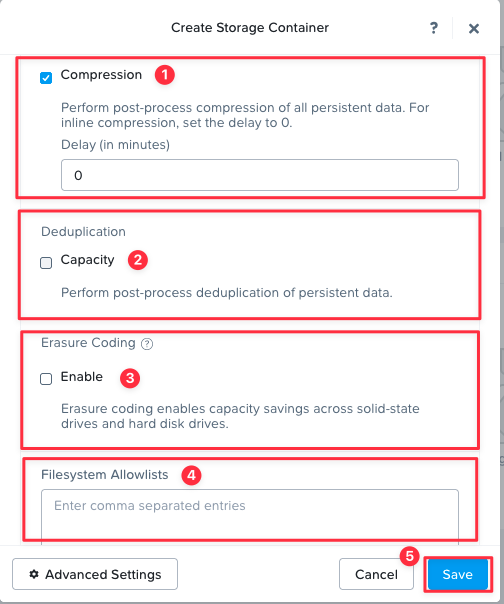 Create Storage Container
?
Compression 1
Perform post-process compression of all persistent data. For
inline compression, set the delay to 0.
Delay (in minutes)
0
Deduplication
Capacity 2
Perform post-process deduplication of persistent data.
Erasure Coding ?
Enable 3
Erasure coding enables capacity savings across solid-state
drives and hard disk drives.
Filesystem Allowlists 4
Enter comma separated entries
5
Advanced Settings Cancel Save